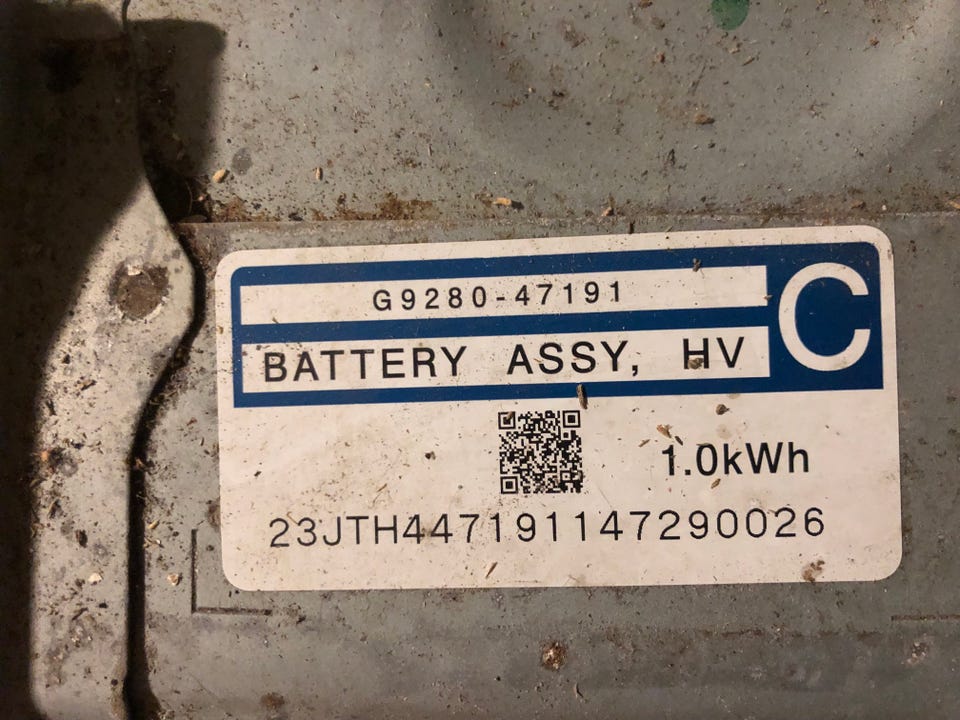 G9280-47191
C
BATTERY ASSY, HV
1.0kWh
23JTH447191147290026